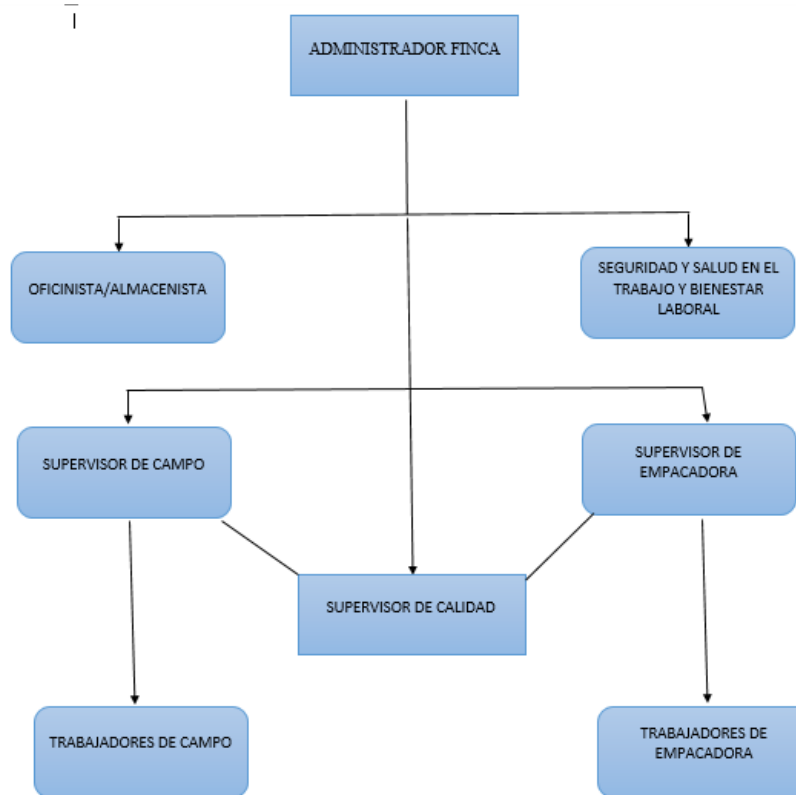 ADMINISTRADOR FINCA
OFICINISTA/ALMACENISTA
SEGURIDAD Y SALUD EN EL
TRABAJO Y BIENESTAR
LABORAL
SUPERVISOR DE CAMPO
SUPERVISOR DE
EMPACADORA
SUPERVISOR DE CALIDAD
TRABAJADORES DE CAMPO
TRABAJADORES DE
EMPACADORA